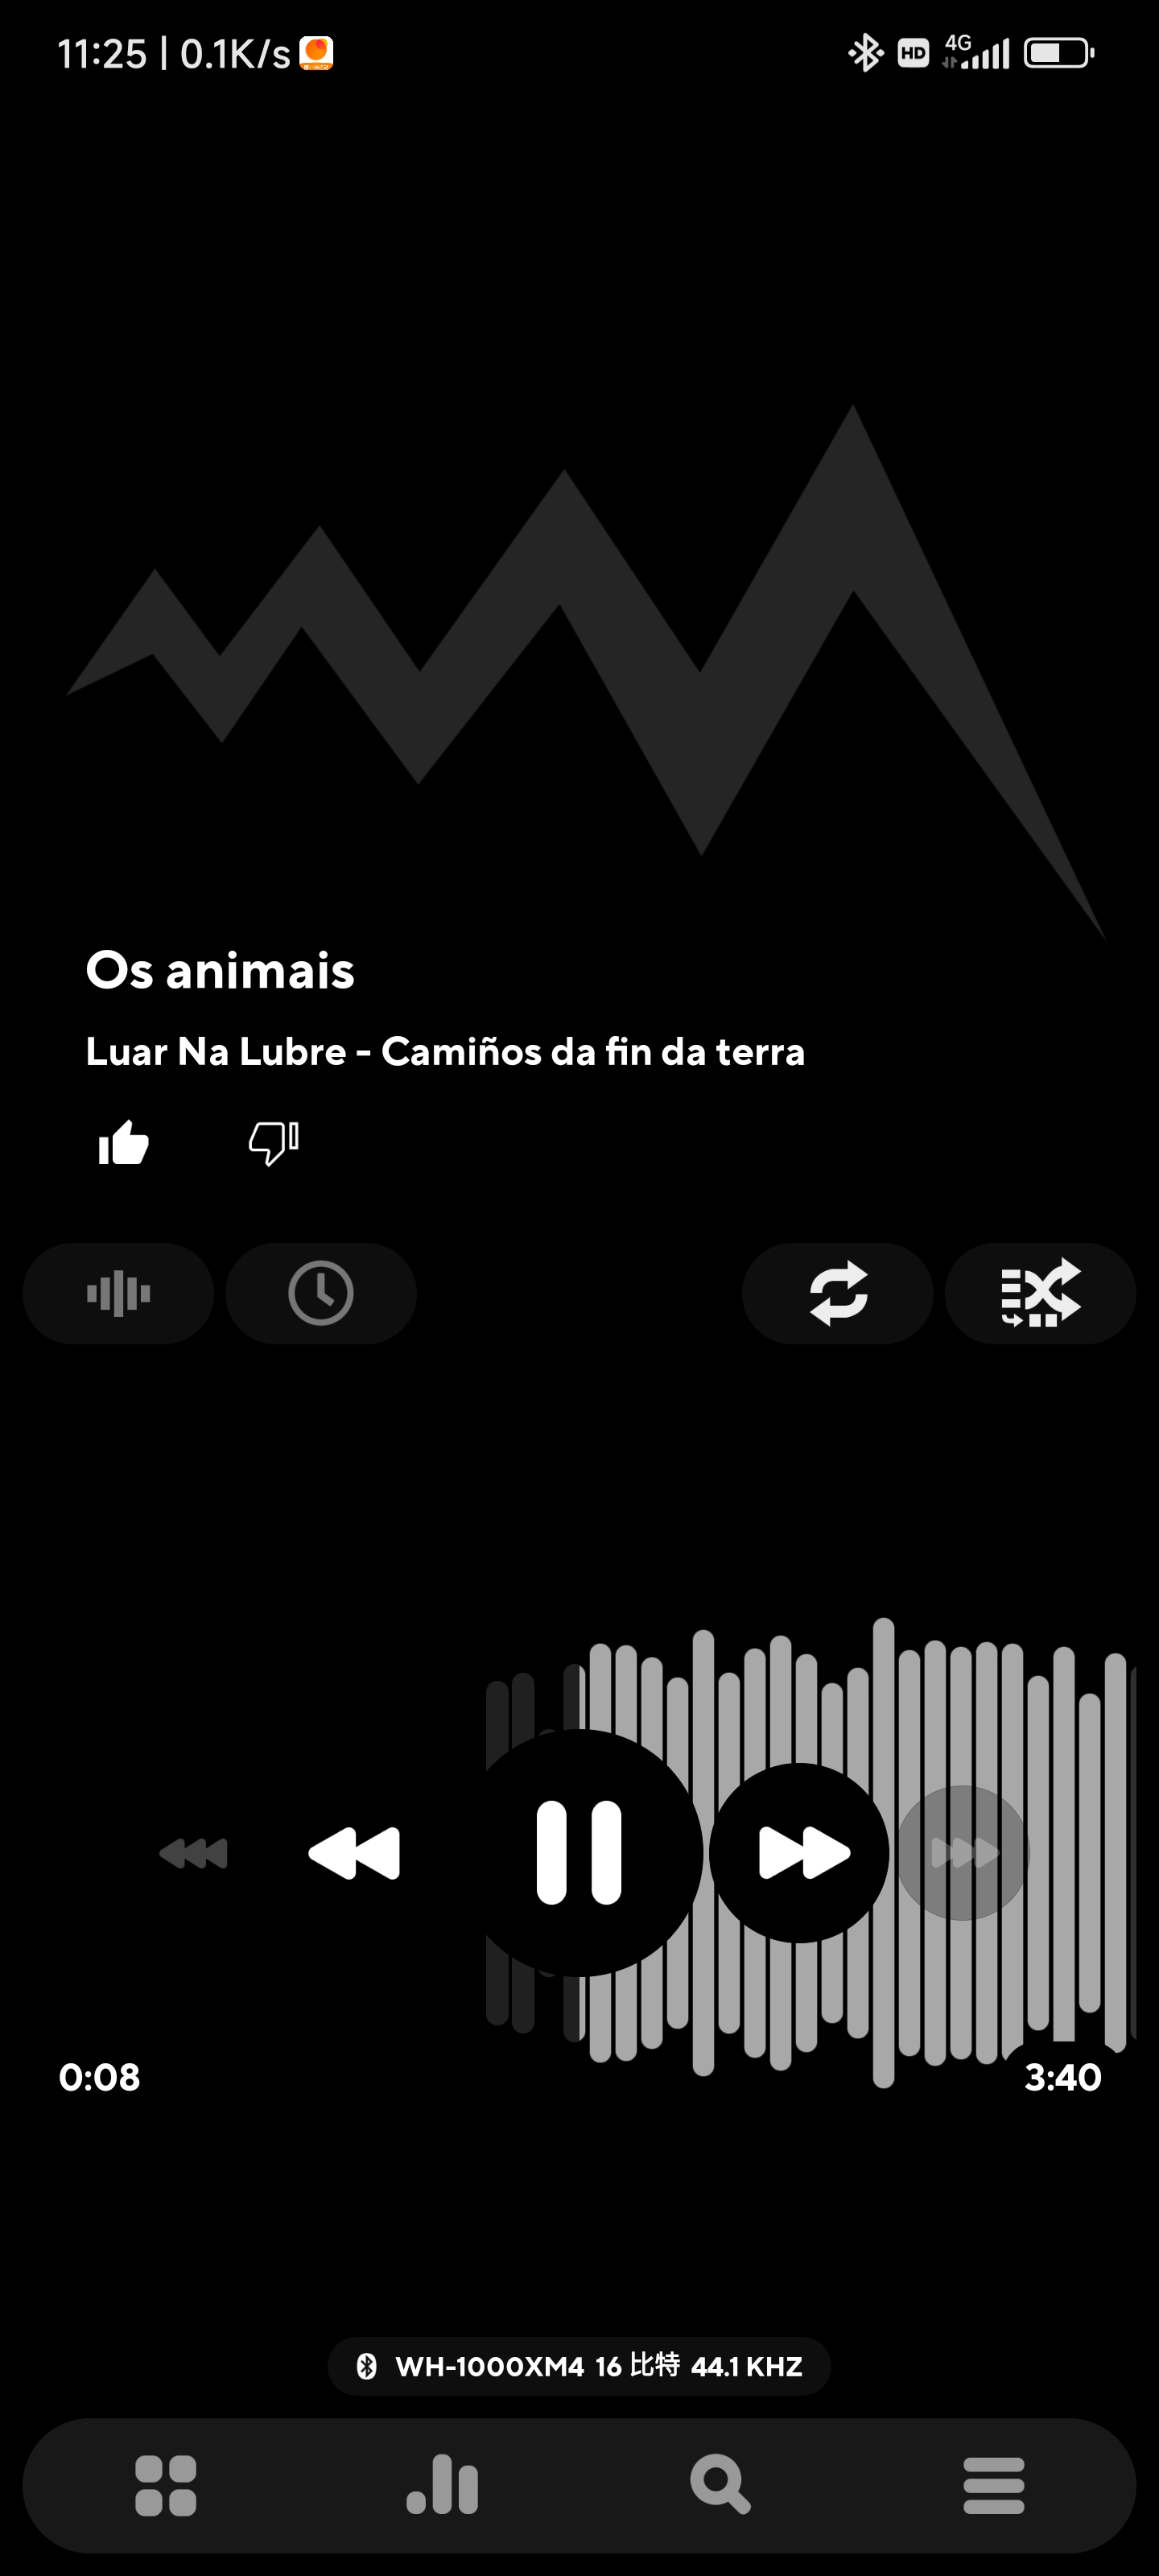 11:25 | 0.1K/s
HD 4G
Os animais
Luar Na Lubre - Camiños da fin da terra
0:08
3:40
WH-1000XM4 16 比特 44.1 KHZ